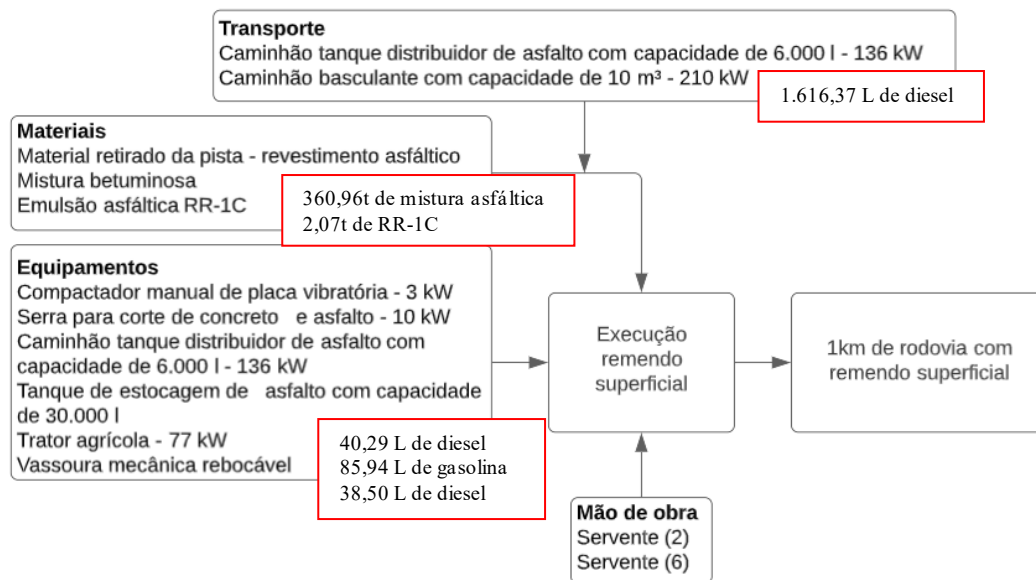 Transporte
Caminhão tanque distribuidor de asfalto com capacidade de 6.000 l - 136 kW
Caminhão basculante com capacidade de 10 m³ - 210 kW
1.616,37 L de diesel
Materiais
Material retirado da pista - revestimento asfáltico
Mistura betuminosa
Emulsão asfáltica RR-1C
360,96t de mistura asfáltica
2,07t de RR-1C
Equipamentos
Compactador manual de placa vibratória - 3 kW
Serra para corte de concreto e asfalto - 10 kW
Caminhão tanque distribuidor de asfalto com
capacidade de 6.000 l - 136 kW
Tanque de estocagem de asfalto com capacidade
de 30.000 l
Trator agrícola - 77 kW
Vassoura mecânica rebocável
40,29 L de diesel
85,94 L de gasolina
38,50 L de diesel
Execução
remendo
superficial
1km de rodovia com
remendo superficial
Mão de obra
Servente (2)
Servente (6)